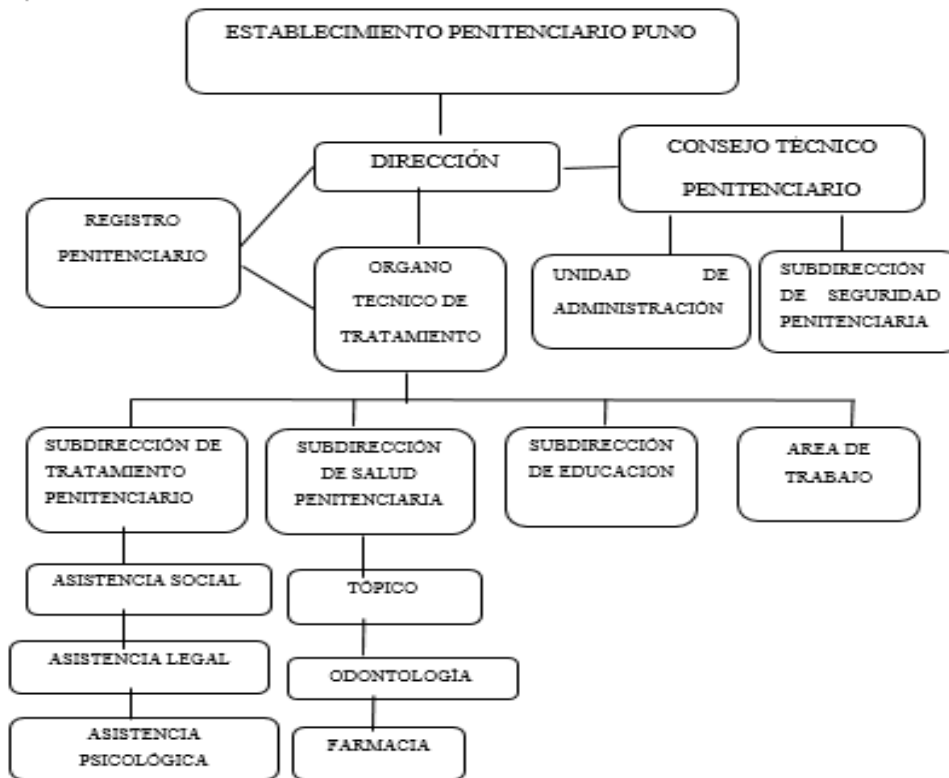 ESTABLECIMIENTO PENITENCIARIO PUNO
DIRECCIÓN
CONSEJO TÉCNICO
PENITENCIARIO
REGISTRO
PENITENCIARIO
ORGANO
TECNICO DE
TRATAMIENTO
UNIDAD DE
ADMINISTRACIÓN
SUBDIRECCIÓN
DE SEGURIDAD
PENITENCIARIA
SUBDIRECCIÓN DE
TRATAMIENTO
PENITENCIARIO
SUBDIRECCIÓN
DE SALUD
PENITENCIARIA
SUBDIRECCIÓN
DE EDUCACION
AREA DE
TRABAJO
ASISTENCIA SOCIAL
TÓPICO
ASISTENCIA LEGAL
ODONTOLOGÍA
ASISTENCIA
PSICOLÓGICA
FARMACIA